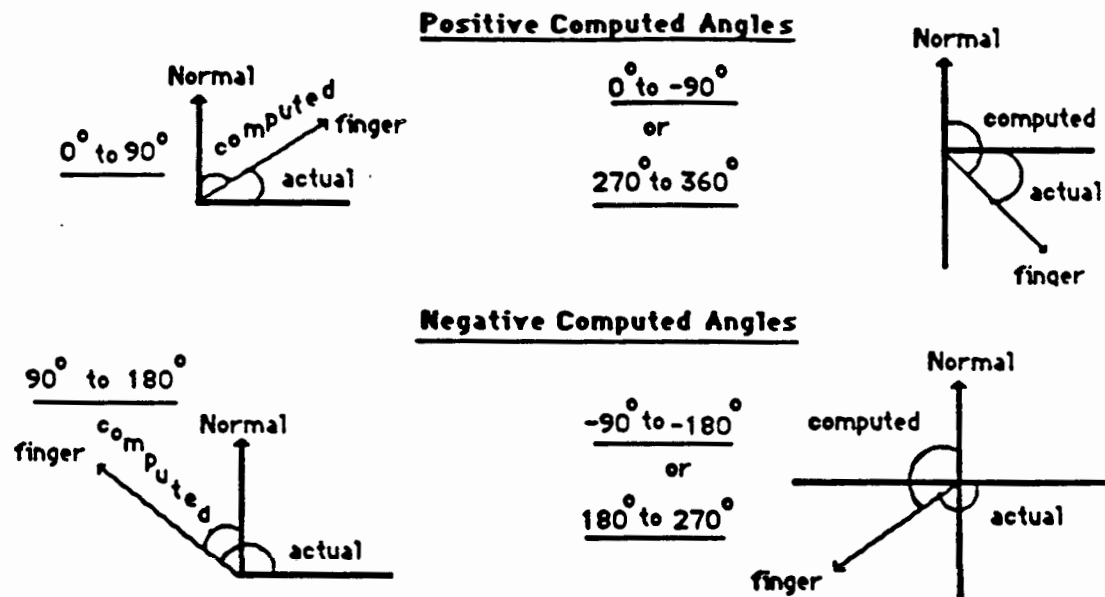 Positive Computed Angles
Normal
computed
finger
0° to 90°
actual
0° to -90°
or
270° to 360°
Normal
computed
actual
finger
Negative Computed Angles
90° to 180°
computed
finger
Normal
actual
-90° to -180°
or
180° to 270°
Normal
computed
actual
finger